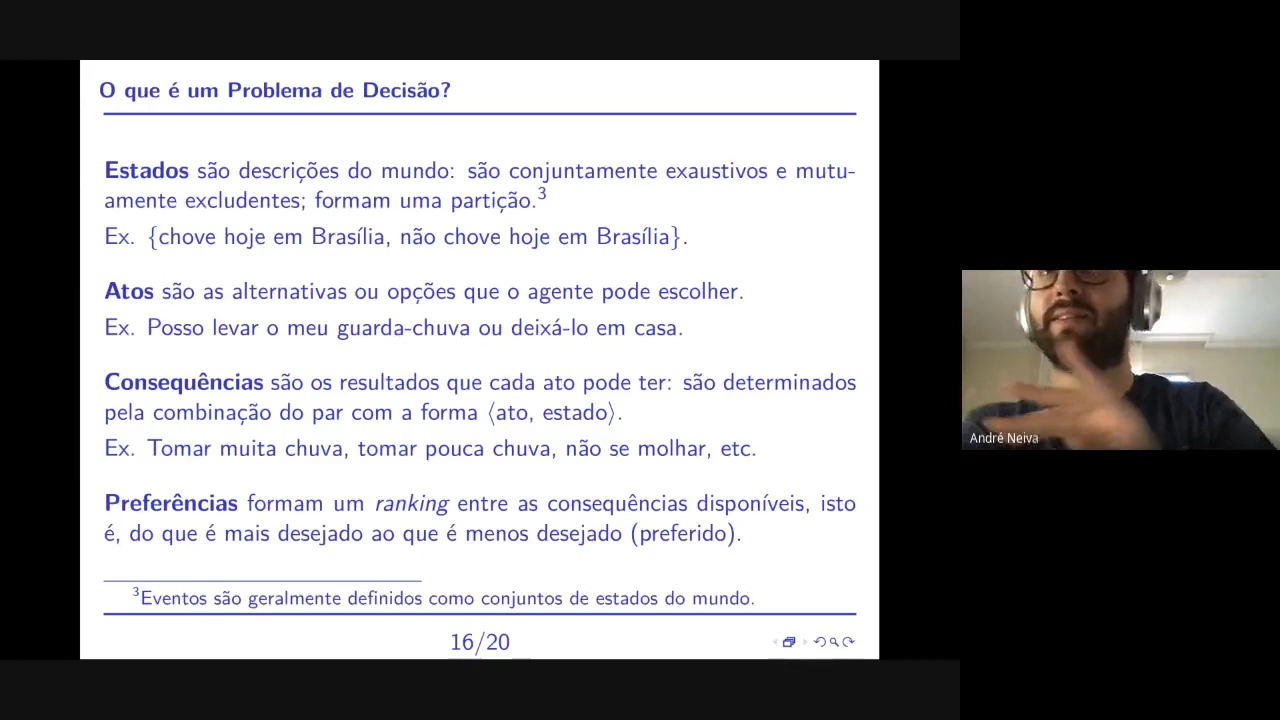 O que é um Problema de Decisão?
Estados são descrições do mundo: são conjuntamente exaustivos e mutu-
amente excludentes; formam uma partição.³
Ex. {chove hoje em Brasília, não chove hoje em Brasília}.
Atos são as alternativas ou opções que o agente pode escolher.
Ex. Posso levar o meu guarda-chuva ou deixá-lo em casa.
Consequências são os resultados que cada ato pode ter: são determinados
pela combinação do par com a forma ⟨ato, estado⟩.
Ex. Tomar muita chuva, tomar pouca chuva, não se molhar, etc.
Preferências formam um ranking entre as consequências disponíveis, isto
é, do que é mais desejado ao que é menos desejado (preferido).
³Eventos são geralmente definidos como conjuntos de estados do mundo.
16/20
André Neiva